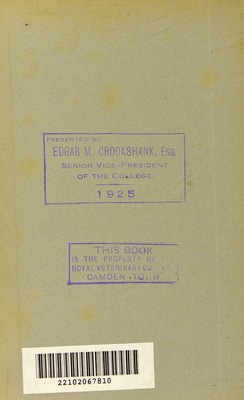 PRESENTED BY
EDGAR M. CROOKSHANK, Esq.
SENIOR VICE-PRESIDENT
OF THE COLLEGE.
1925
THIS BOOK
IS THE PROPERTY OF
ROYAL VETERINARY
CAMDEN TOWN
22102067810